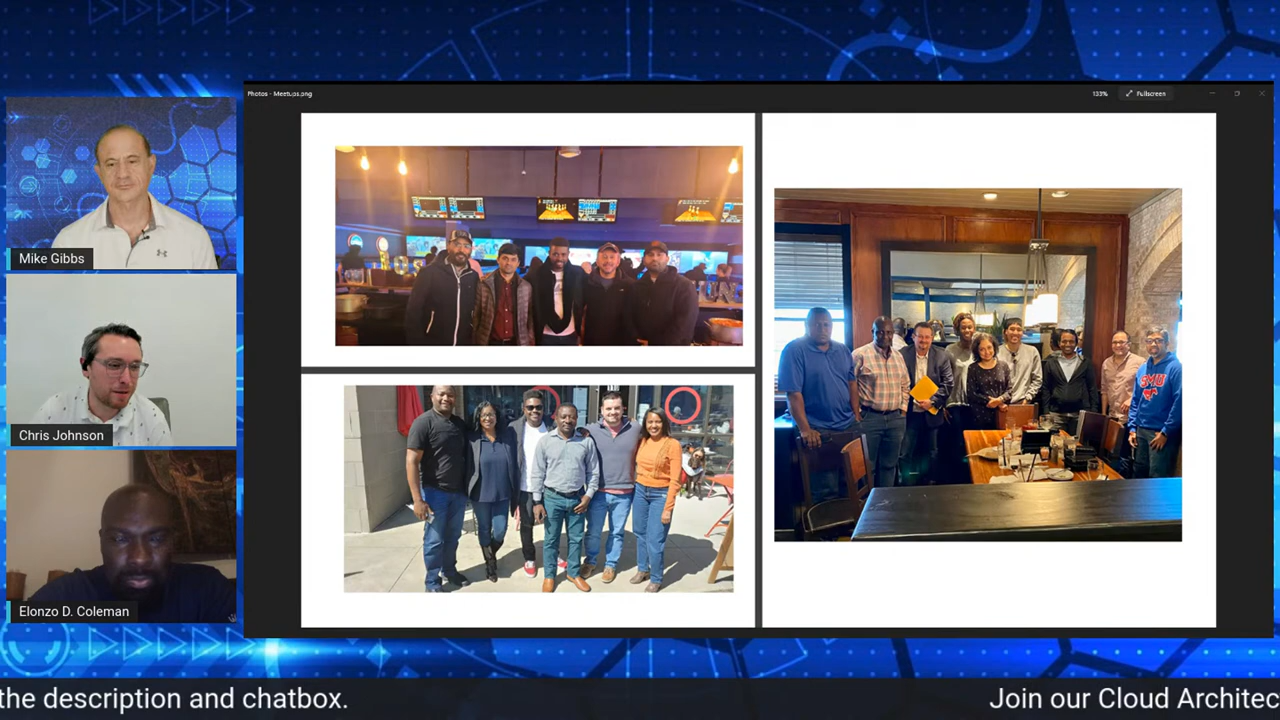 Photos - Meetups.png
133%
Fullscreen
Mike Gibbs
Chris Johnson
Elonzo D. Coleman
SMU
the description and chatbox.
Join our Cloud Architec